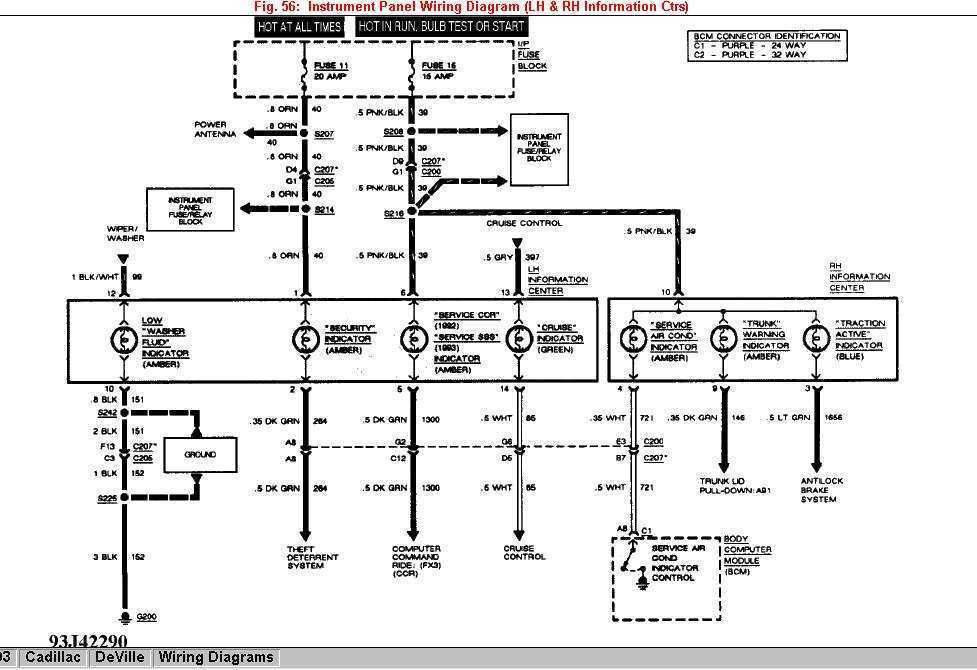 Fig. 56: Instrument Panel Wiring Diagram (LH & RH Information Ctrs)
HOT AT ALL TIMES
HOT IN RUN, BULB TEST OR START
BCM CONNECTOR IDENTIFICATION
C1 - PURPLE - 24 WAY
C2 - PURPLE - 32 WAY
I/P
FUSE
BLOCK
FUSE 11
20 AMP
FUSE 15
15 AMP
.8 ORN 40
.5 PNK/BLK 39
POWER
ANTENNA
.8 ORN
40
S207
S208
INSTRUMENT
PANEL
FUSE/RELAY
BLOCK
.8 ORN 40
.5 PNK/BLK 39
D4 C207*
G1 C205
D9 C207*
G1 C200
.8 ORN 40
.5 PNK/BLK 39
INSTRUMENT
PANEL
FUSE/RELAY
BLOCK
S214
S216
WIPER/
WASHER
CRUISE CONTROL
.5 PNK/BLK 39
.8 ORN 40
.5 PNK/BLK 39
.5 GRY 397
LH
INFORMATION
CENTER
RH
INFORMATION
CENTER
1 BLK/WHT 99
12
1
6
13
10
LOW
"WASHER
FLUID"
INDICATOR
(AMBER)
"SECURITY"
INDICATOR
(AMBER)
"SERVICE CCR"
(1992)
"SERVICE SSS"
(1993)
INDICATOR
(AMBER)
"CRUISE"
INDICATOR
(GREEN)
"SERVICE
AIR COND"
INDICATOR
(AMBER)
"TRUNK"
WARNING
INDICATOR
(AMBER)
"TRACTION
ACTIVE"
INDICATOR
(BLUE)
10
2
5
14
4
9
3
.8 BLK 151
S242
2 BLK 151
F13 C207*
C3 C205
1 BLK 152
S225
GROUND
3 BLK 152
G200
.35 DK GRN 264
.5 DK GRN 1300
.5 WHT 85
.35 WHT 721
.35 DK GRN 146
.5 LT GRN 1656
A8
G2
G6
E3 C200
A8
C12
D5
B7 C207*
.5 DK GRN 264
.5 DK GRN 1300
.5 WHT 85
.5 WHT 721
TRUNK LID
PULL-DOWN: A91
ANTILOCK
BRAKE
SYSTEM
THEFT
DETERRENT
SYSTEM
COMPUTER
COMMAND
RIDE: (FX3)
(CCR)
CRUISE
CONTROL
A8 C1
SERVICE AIR
COND
INDICATOR
CONTROL
BODY
COMPUTER
MODULE
(BCM)
93J42290
93 Cadillac DeVille Wiring Diagrams